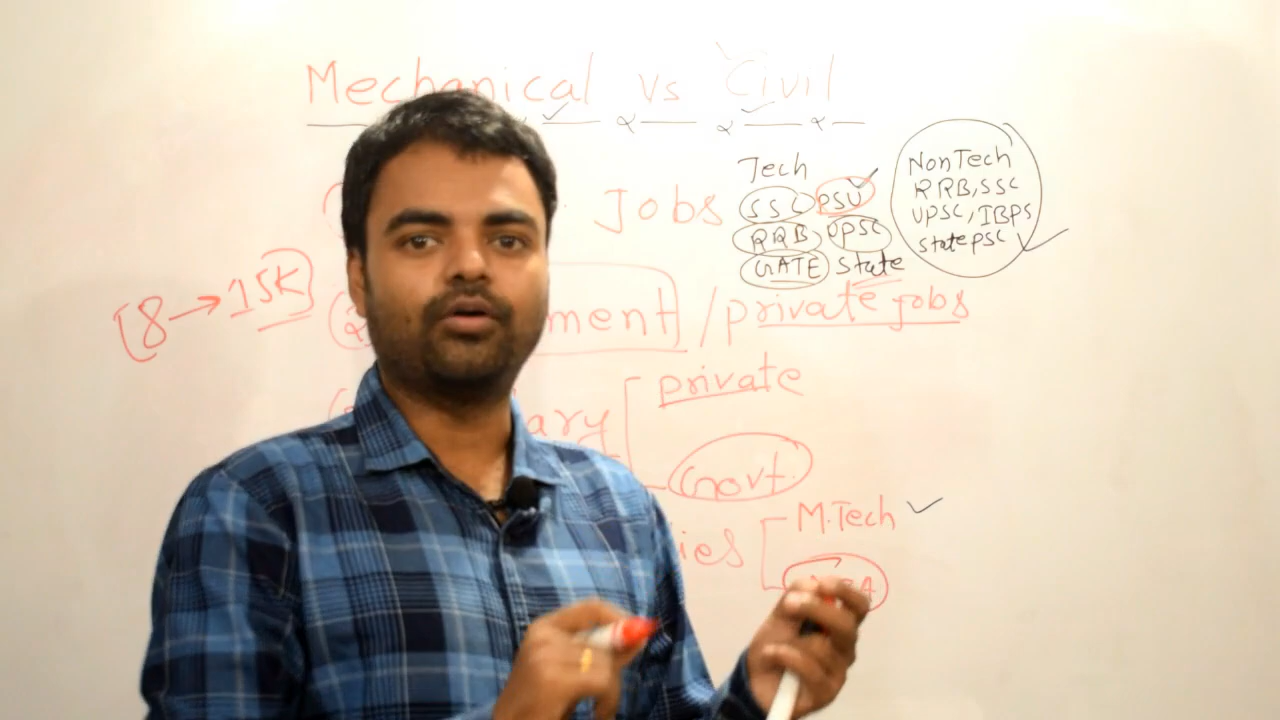 Mechanical Vs Civil
Jobs
Tech
SSC PSU
RRB UPSC
GATE State
NonTech
RRB, SSC
UPSC, IBPS
state PSC
[8→15K]
ment / private jobs
ary
private
Govt.
ies
M.Tech